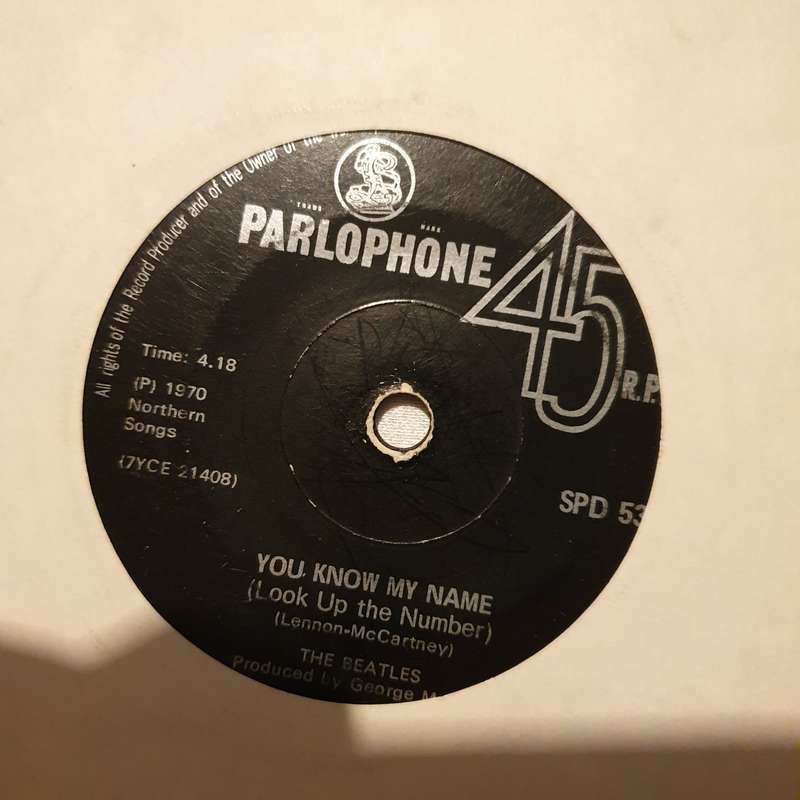 All rights of the Record Producer and of the Owner of the
TRADE MARK
PARLOPHONE
45
R.P.
Time: 4.18
(P) 1970
Northern
Songs
(7YCE 21408)
SPD 53
YOU KNOW MY NAME
(Look Up the Number)
(Lennon-McCartney)
THE BEATLES
Produced by George M